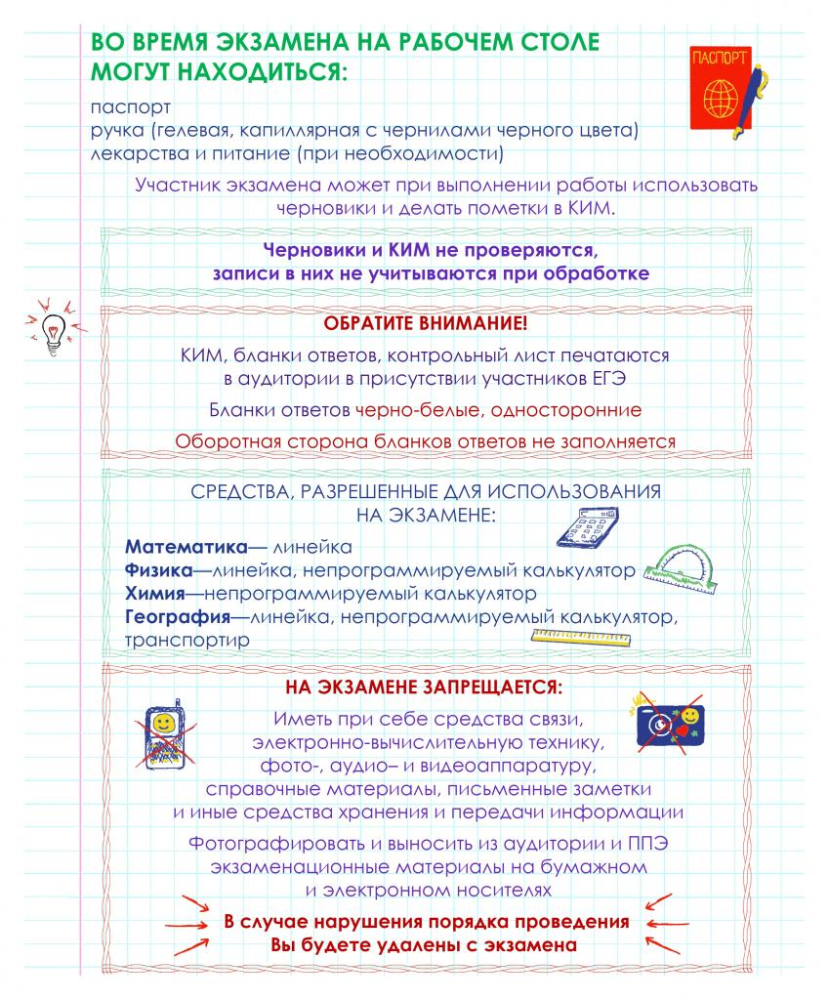 ВО ВРЕМЯ ЭКЗАМЕНА НА РАБОЧЕМ СТОЛЕ
МОГУТ НАХОДИТЬСЯ:
ПАСПОРТ
паспорт
ручка (гелевая, капиллярная с чернилами черного цвета)
лекарства и питание (при необходимости)
Участник экзамена может при выполнении работы использовать
черновики и делать пометки в КИМ.
Черновики и КИМ не проверяются,
записи в них не учитываются при обработке
ОБРАТИТЕ ВНИМАНИЕ!
КИМ, бланки ответов, контрольный лист печатаются
в аудитории в присутствии участников ЕГЭ
Бланки ответов черно-белые, односторонние
Оборотная сторона бланков ответов не заполняется
СРЕДСТВА, РАЗРЕШЕННЫЕ ДЛЯ ИСПОЛЬЗОВАНИЯ
НА ЭКЗАМЕНЕ:
Математика— линейка
Физика—линейка, непрограммируемый калькулятор
Химия—непрограммируемый калькулятор
География—линейка, непрограммируемый калькулятор,
транспортир
НА ЭКЗАМЕНЕ ЗАПРЕЩАЕТСЯ:
Иметь при себе средства связи,
электронно-вычислительную технику,
фото-, аудио– и видеоаппаратуру,
справочные материалы, письменные заметки
и иные средства хранения и передачи информации
Фотографировать и выносить из аудитории и ППЭ
экзаменационные материалы на бумажном
и электронном носителях
В случае нарушения порядка проведения
Вы будете удалены с экзамена